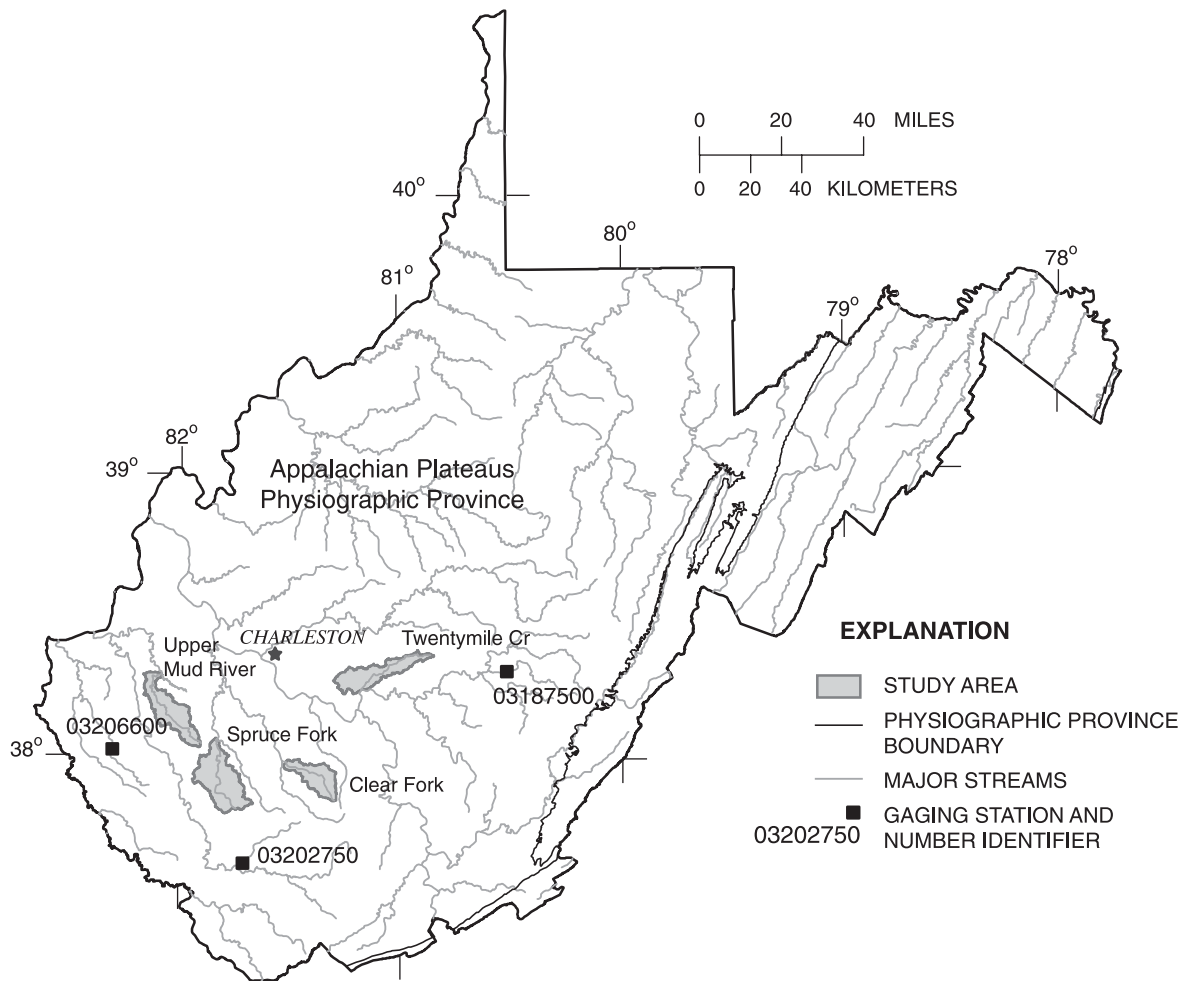 0 20 40 MILES
0 20 40 KILOMETERS
40°
80°
81°
78°
79°
82°
39°
Appalachian Plateaus
Physiographic Province
Upper
Mud River
CHARLESTON
Twentymile Cr
03187500
03206600
38°
Spruce Fork
Clear Fork
03202750
EXPLANATION
STUDY AREA
PHYSIOGRAPHIC PROVINCE
BOUNDARY
MAJOR STREAMS
GAGING STATION AND
NUMBER IDENTIFIER
03202750